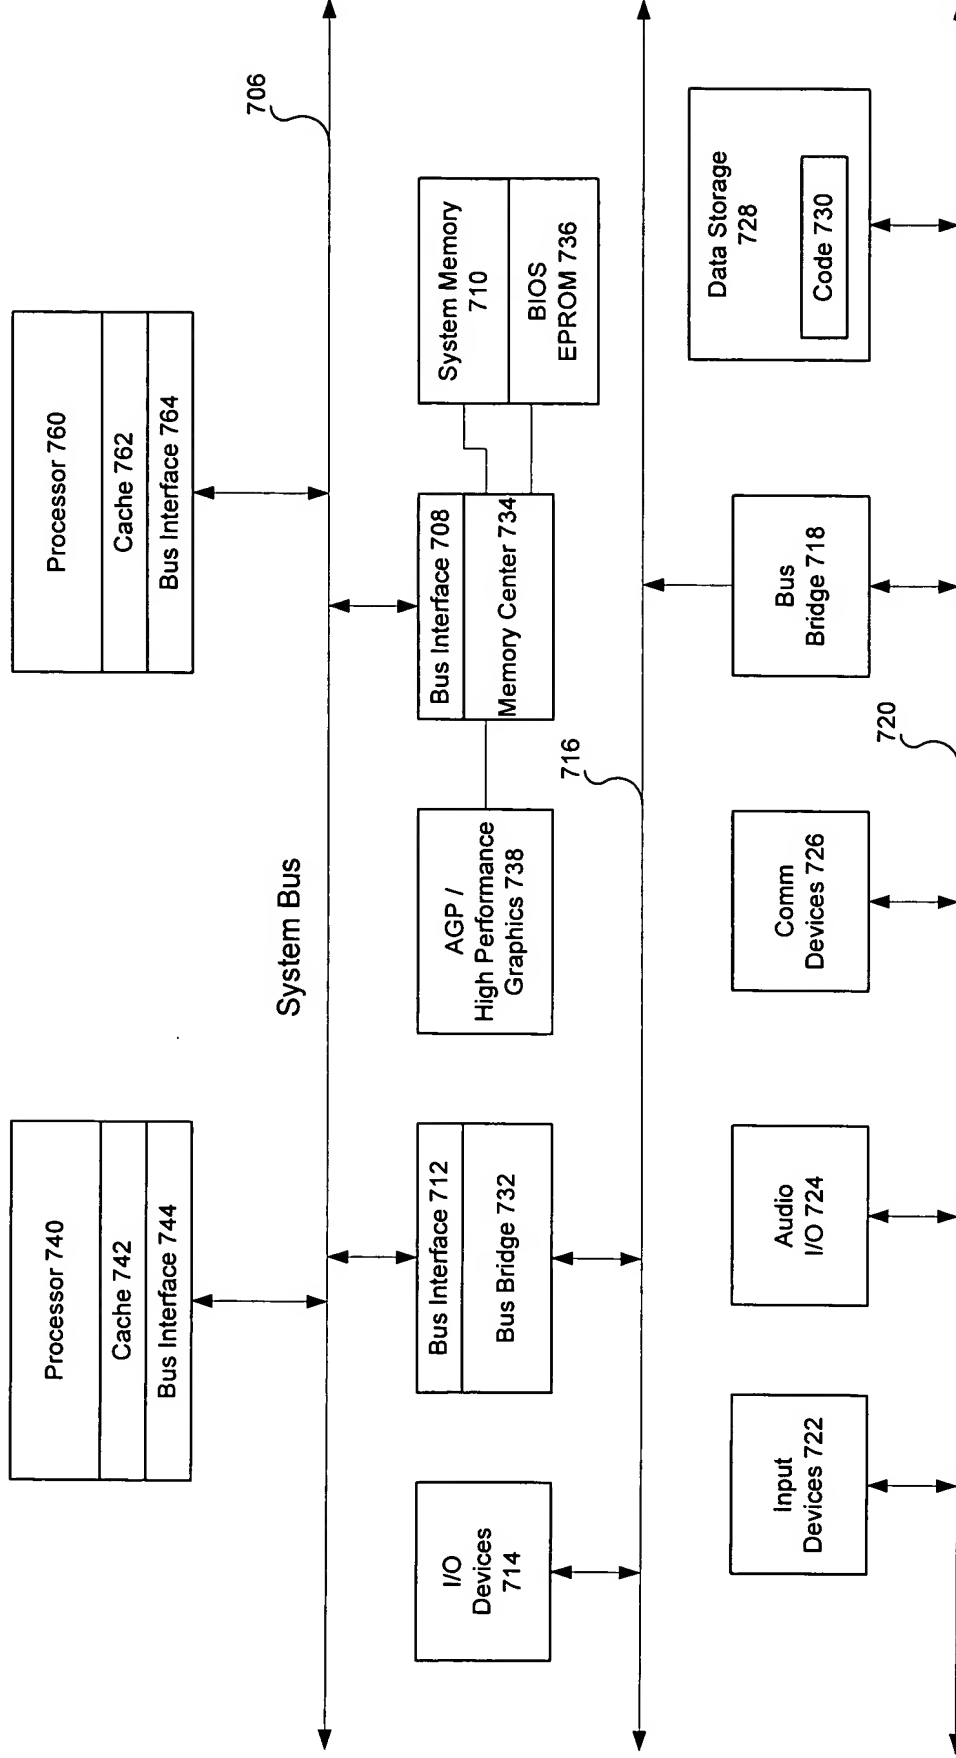 Processor 740
Cache 742
Bus Interface 744
Processor 760
Cache 762
Bus Interface 764
System Bus
706
I/O
Devices
714
Bus Interface 712
Bus Bridge 732
AGP /
High Performance
Graphics 738
Bus Interface 708
Memory Center 734
System Memory
710
BIOS
EPROM 736
716
Input
Devices 722
Audio
I/O 724
Comm
Devices 726
Bus
Bridge 718
Data Storage
728
Code 730
720